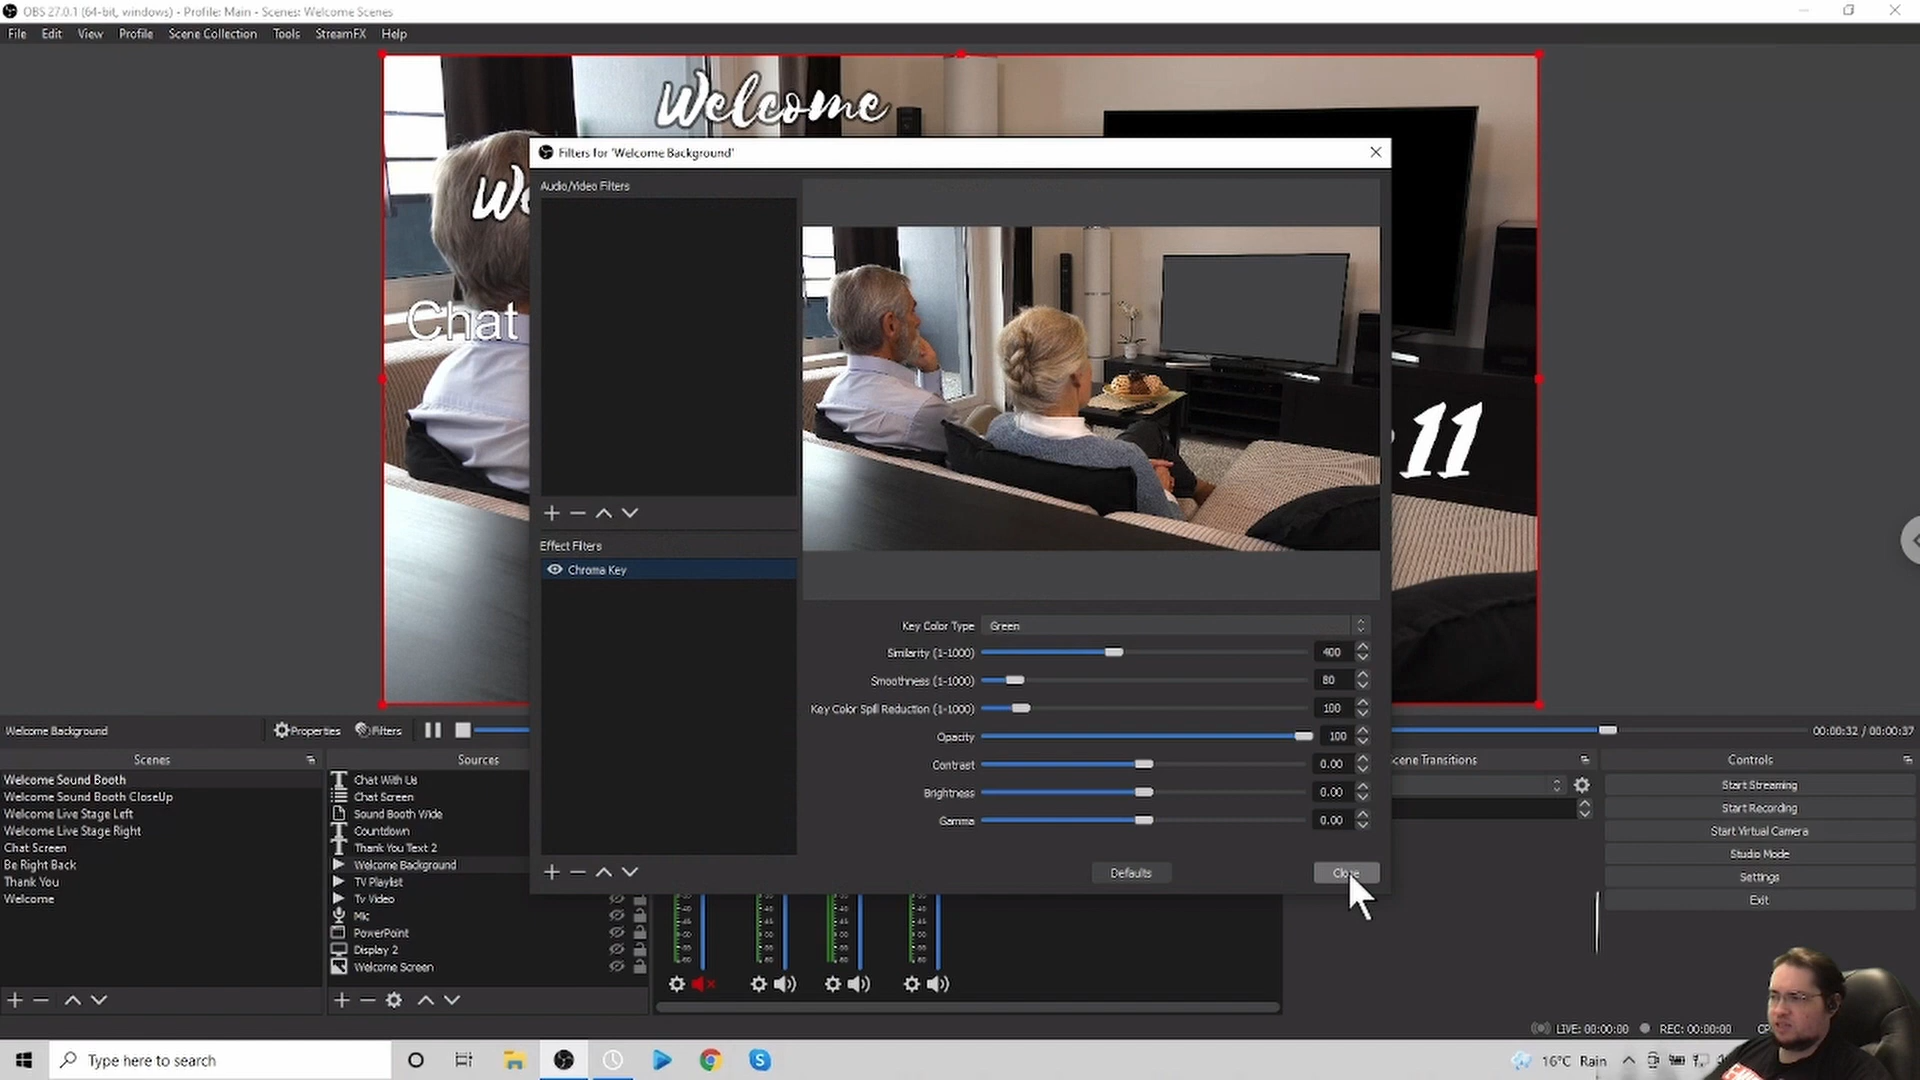 OBS 27.0.1 (64-bit, windows) - Profile: Main - Scenes: Welcome Scenes
File Edit View Profile Scene Collection Tools StreamFX Help
Welcome
Filters for 'Welcome Background'
Audio/Video Filters
We
Chat
11
Effect Filters
Chroma Key
Key Color Type Green
Similarity (1-1000) 400
Smoothness (1-1000) 80
Key Color Spill Reduction (1-1000) 100
Opacity 100
Contrast 0.00
Brightness 0.00
Gamma 0.00
Defaults Close
Welcome Background Properties Filters 00:00:32 / 00:00:37
Scenes Sources Scene Transitions Controls
Welcome Sound Booth
Welcome Sound Booth CloseUp
Welcome Live Stage Left
Welcome Live Stage Right
Chat Screen
Be Right Back
Thank You
Welcome
Chat With Us
Chat Screen
Sound Booth Wide
Countdown
Thank You Text 2
Welcome Background
TV Playlist
Tv Video
Mic
PowerPoint
Display 2
Welcome Screen
Start Streaming
Start Recording
Start Virtual Camera
Studio Mode
Settings
Exit
LIVE: 00:00:00 REC: 00:00:00
Type here to search
16°C Rain